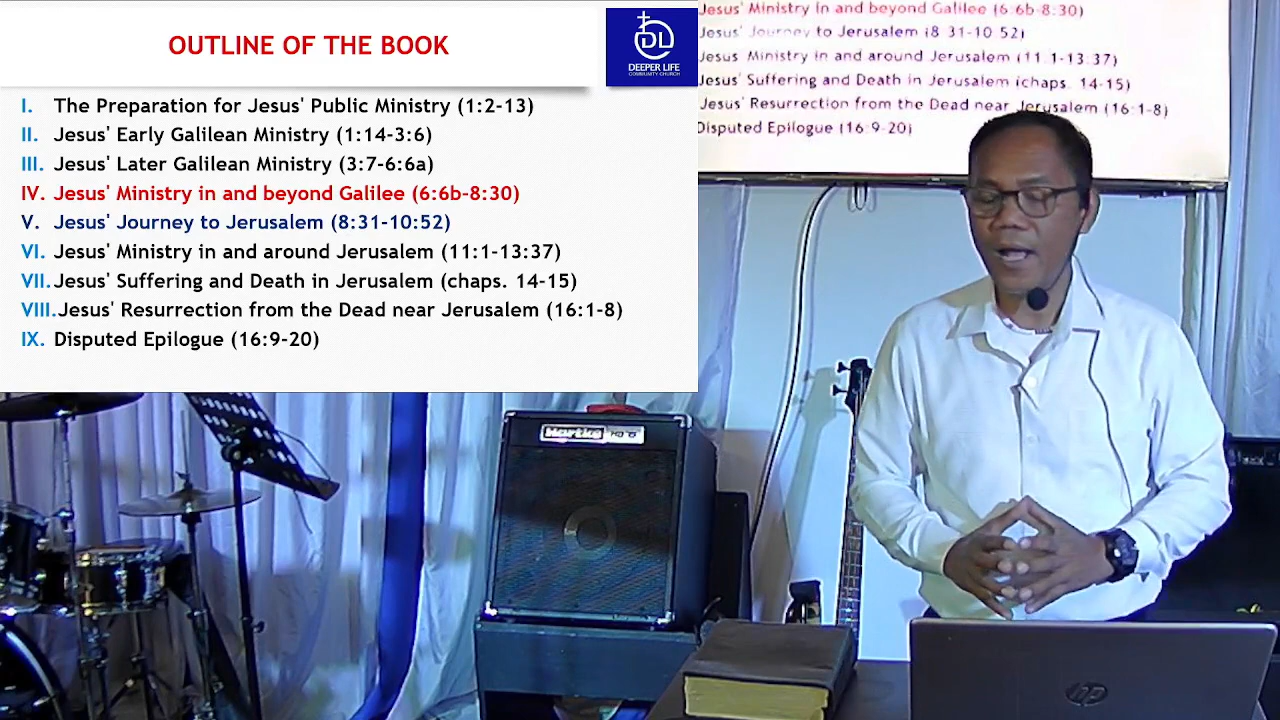 OUTLINE OF THE BOOK
DL
DEEPER LIFE
COMMUNITY CHURCH
I. The Preparation for Jesus' Public Ministry (1:2-13)
II. Jesus' Early Galilean Ministry (1:14-3:6)
III. Jesus' Later Galilean Ministry (3:7-6:6a)
IV. Jesus' Ministry in and beyond Galilee (6:6b-8:30)
V. Jesus' Journey to Jerusalem (8:31-10:52)
VI. Jesus' Ministry in and around Jerusalem (11:1-13:37)
VII. Jesus' Suffering and Death in Jerusalem (chaps. 14-15)
VIII. Jesus' Resurrection from the Dead near Jerusalem (16:1-8)
IX. Disputed Epilogue (16:9-20)
Jesus' Ministry in and beyond Galilee (6:6b-8:30)
Jesus' Journey to Jerusalem (8:31-10:52)
Jesus' Ministry in and around Jerusalem (11:1-13:37)
Jesus' Suffering and Death in Jerusalem (chaps. 14-15)
Jesus' Resurrection from the Dead near Jerusalem (16:1-8)
Disputed Epilogue (16:9-20)
Hartke
hp